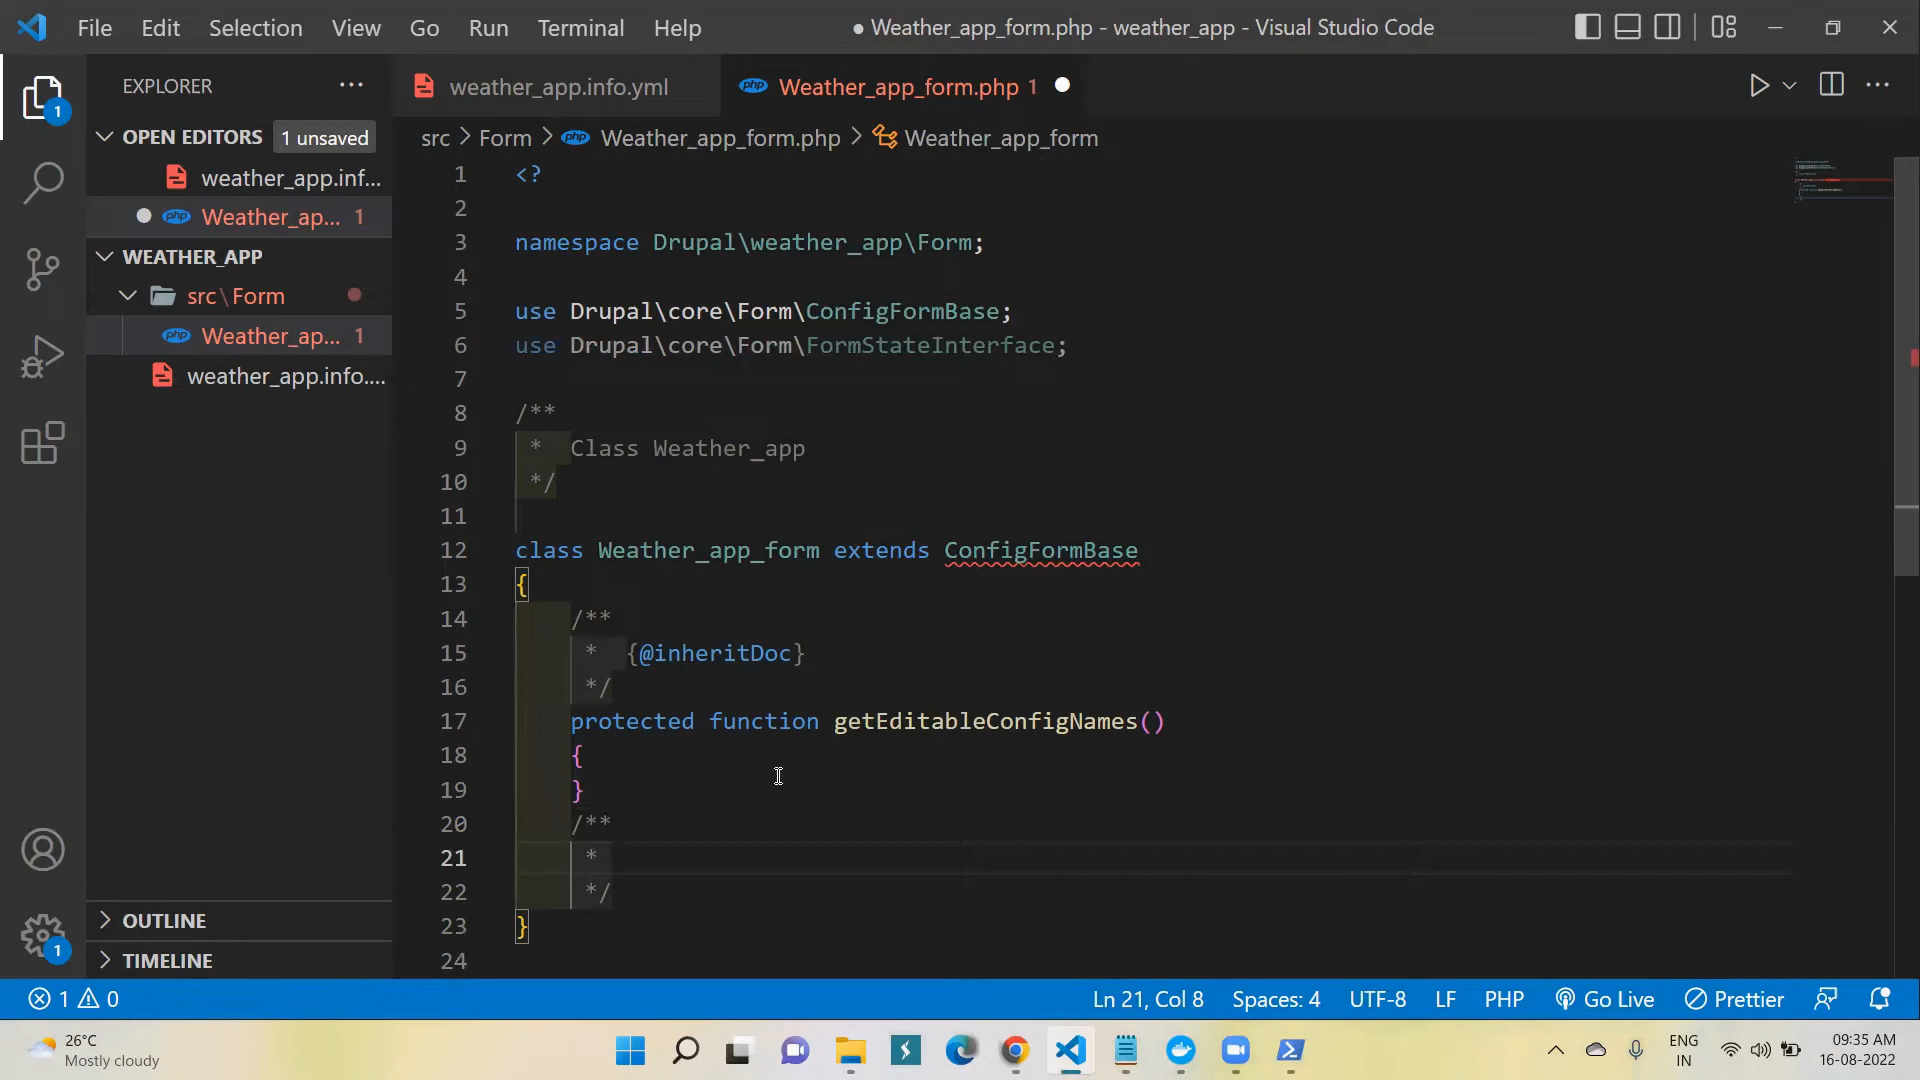 File Edit Selection View Go Run Terminal Help
● Weather_app_form.php - weather_app - Visual Studio Code
EXPLORER
OPEN EDITORS 1 unsaved
weather_app.inf...
php Weather_ap... 1
WEATHER_APP
src\Form
php Weather_ap... 1
weather_app.info....
OUTLINE
TIMELINE
1
1
weather_app.info.yml
php Weather_app_form.php 1
src > Form > php Weather_app_form.php > Weather_app_form
1 <?
2
3 namespace Drupal\weather_app\Form;
4
5 use Drupal\core\Form\ConfigFormBase;
6 use Drupal\core\Form\FormStateInterface;
7
8 /**
9 * Class Weather_app
10 */
11
12 class Weather_app_form extends ConfigFormBase
13 {
14 /**
15 * {@inheritDoc}
16 */
17 protected function getEditableConfigNames()
18 {
19 }
20 /**
21 *
22 */
23 }
24
1 0
Ln 21, Col 8 Spaces: 4 UTF-8 LF PHP Go Live Prettier
26°C
Mostly cloudy
ENG
IN
09:35 AM
16-08-2022